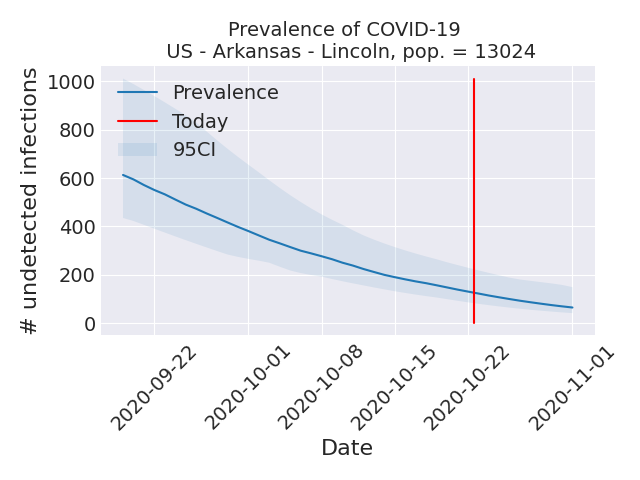 Prevalence of COVID-19
US - Arkansas - Lincoln, pop. = 13024
# undetected infections
1000
800
600
400
200
0
Prevalence
Today
95CI
2020-09-22
2020-10-01
2020-10-08
2020-10-15
2020-10-22
2020-11-01
Date